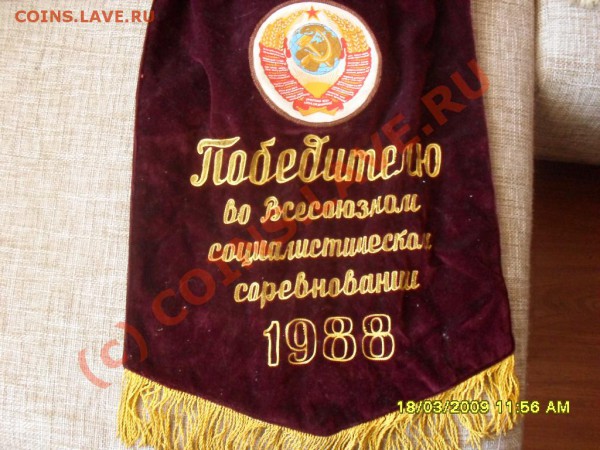 COINS.LAVE.RU
Победителю
во Всесоюзном
социалистическом
соревновании
1988
(c) COINS.LAVE.RU
18/03/2009 11:56 AM